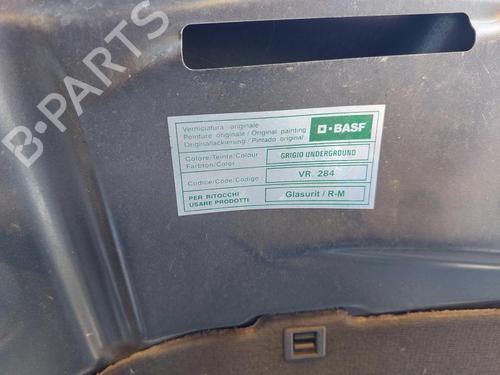 B-PARTS
Verniciatura originale
Peinture originale / Original painting
Originallackierung / Pintado original
BASF
Colore/Teinte/Colour
Farbton/Color
GRIGIO UNDERGROUND
Codice/Code/Codigo
VR. 284
PER RITOCCHI
USARE PRODOTTI
Glasurit / R-M